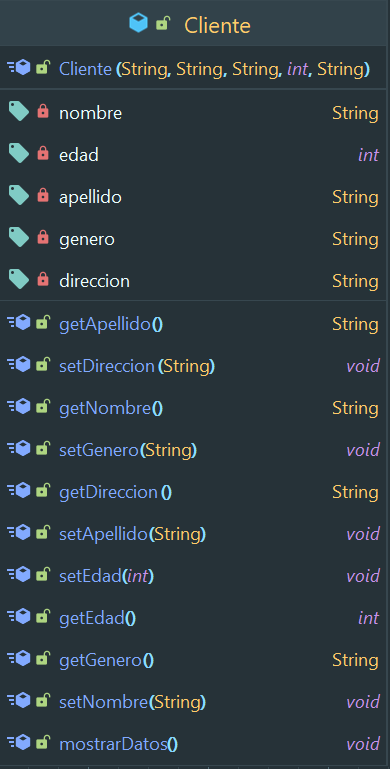 Cliente
Cliente(String, String, String, int, String)
nombre String
edad int
apellido String
genero String
direccion String
getApellido() String
setDireccion(String) void
getNombre() String
setGenero(String) void
getDireccion() String
setApellido(String) void
setEdad(int) void
getEdad() int
getGenero() String
setNombre(String) void
mostrarDatos() void